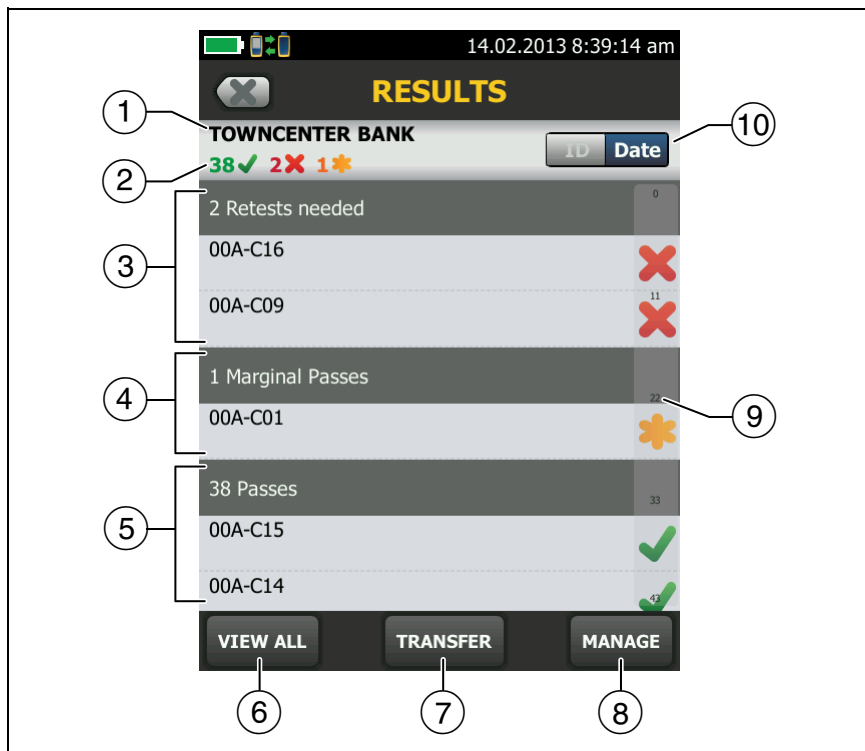 14.02.2013 8:39:14 am
RESULTS
1
TOWNCENTER BANK
ID Date
10
2
38 2 1
3
2 Retests needed
0
00A-C16
00A-C09
11
4
1 Marginal Passes
22
9
00A-C01
5
38 Passes
33
00A-C15
00A-C14
43
VIEW ALL TRANSFER MANAGE
6 7 8